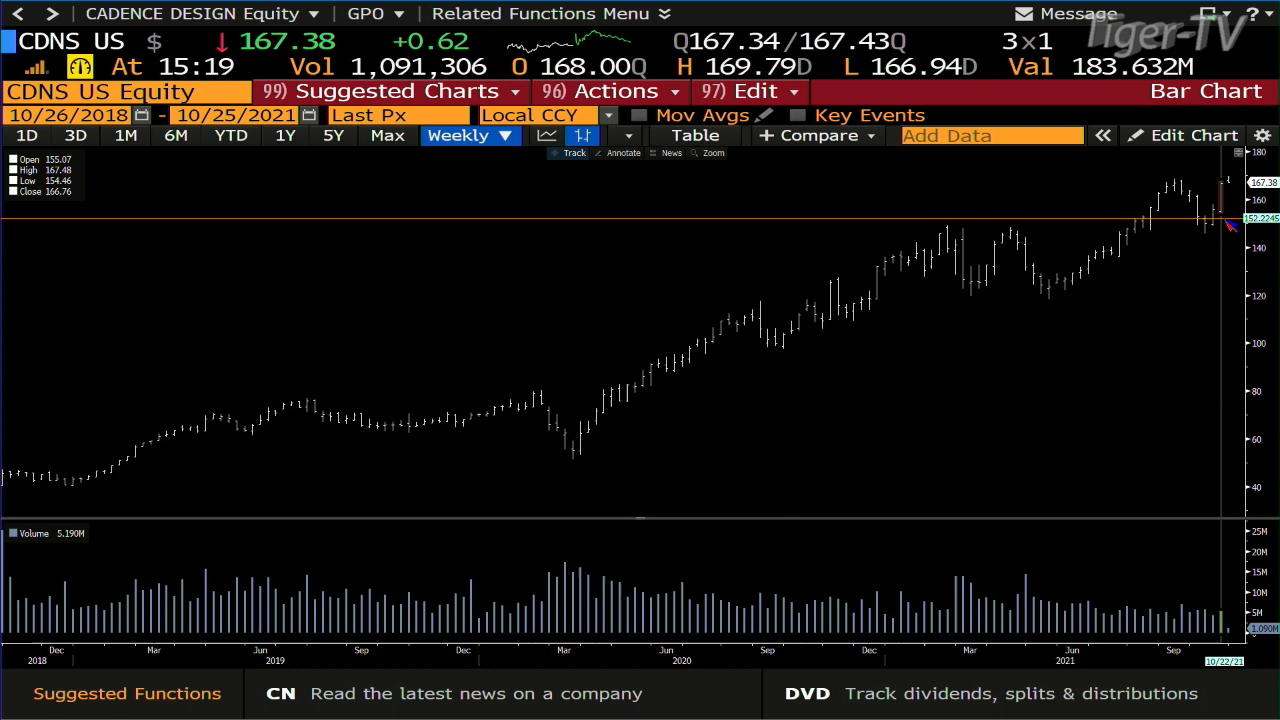 CADENCE DESIGN Equity GPO Related Functions Menu Message ?
Tiger-TV
CDNS US $ 167.38 +0.62 Q167.34/167.43Q 3×1
At 15:19 Vol 1,091,306 O 168.00Q H 169.79D L 166.94D Val 183.632M
CDNS US Equity 99) Suggested Charts 96) Actions 97) Edit Bar Chart
10/26/2018 - 10/25/2021 Last Px Local CCY Mov Avgs Key Events
1D 3D 1M 6M YTD 1Y 5Y Max Weekly Table + Compare Add Data Edit Chart
Track Annotate News Zoom
Open 155.07
High 167.48
Low 154.46
Close 166.76
180
167.38
160
152.2245
140
120
100
80
60
40
Volume 5.190M
25M
20M
15M
10M
5M
1.090M
Dec Mar Jun Sep Dec Mar Jun Sep Dec Mar Jun Sep
2018 2019 2020 2021 10/22/21
Suggested Functions CN Read the latest news on a company DVD Track dividends, splits & distributions